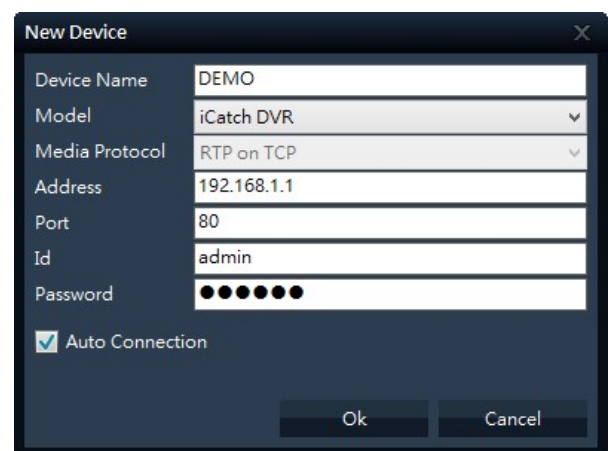 New Device X
Device Name DEMO
Model iCatch DVR
Media Protocol RTP on TCP
Address 192.168.1.1
Port 80
Id admin
Password ●●●●●●
Auto Connection
Ok Cancel